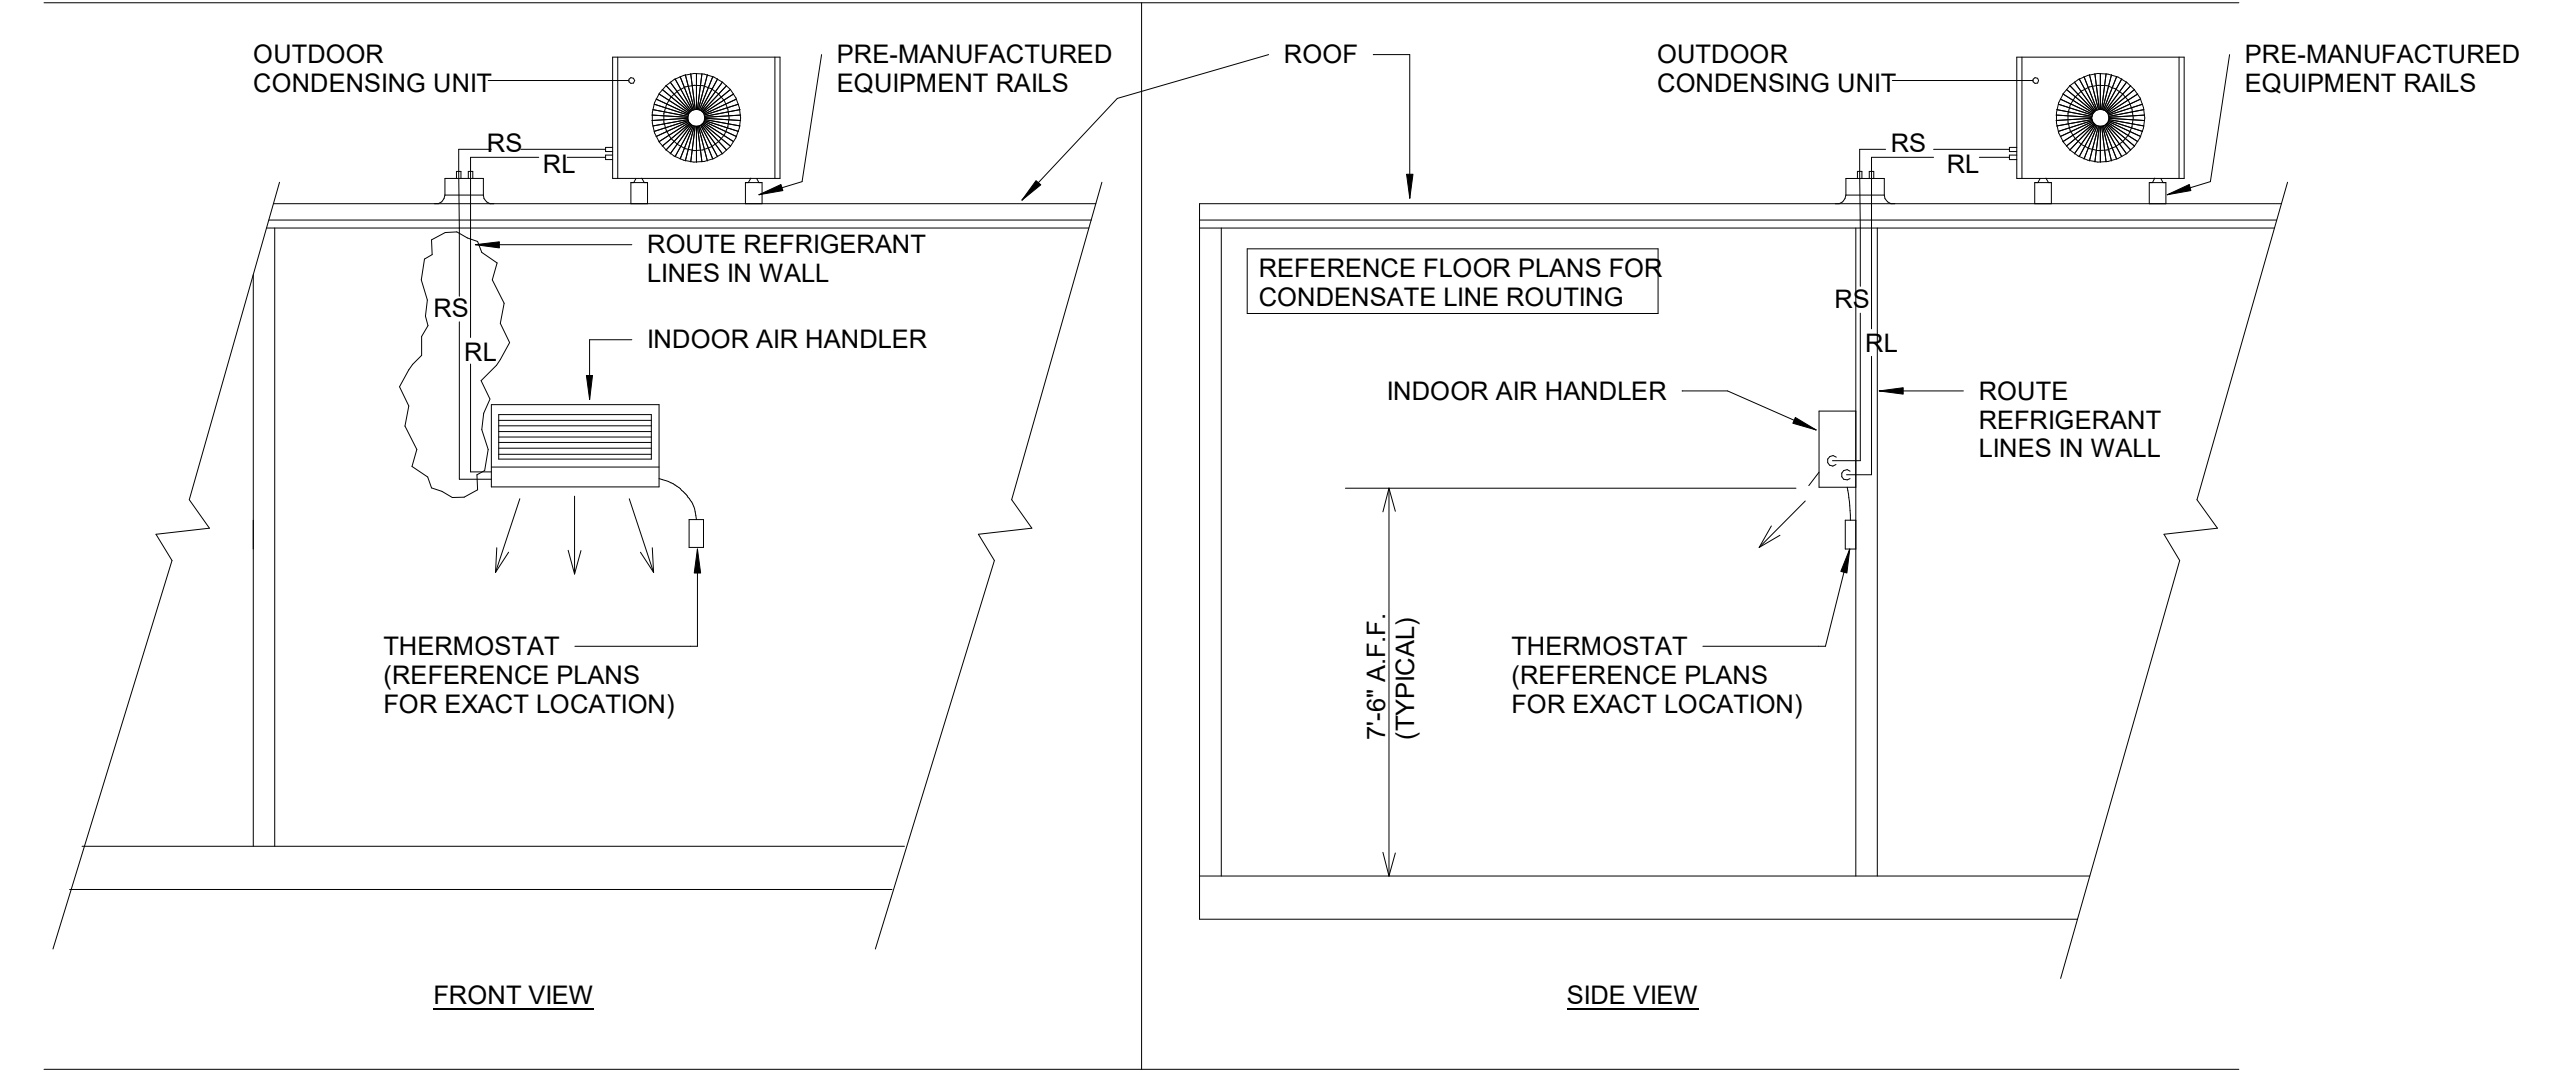 OUTDOOR
CONDENSING UNIT
PRE-MANUFACTURED
EQUIPMENT RAILS
RS
RL
ROUTE REFRIGERANT
LINES IN WALL
RS
RL
INDOOR AIR HANDLER
THERMOSTAT
(REFERENCE PLANS
FOR EXACT LOCATION)
FRONT VIEW
ROOF
OUTDOOR
CONDENSING UNIT
PRE-MANUFACTURED
EQUIPMENT RAILS
RS
RL
REFERENCE FLOOR PLANS FOR
CONDENSATE LINE ROUTING
RS
RL
INDOOR AIR HANDLER
ROUTE
REFRIGERANT
LINES IN WALL
7'-6" A.F.F.
(TYPICAL)
THERMOSTAT
(REFERENCE PLANS
FOR EXACT LOCATION)
SIDE VIEW